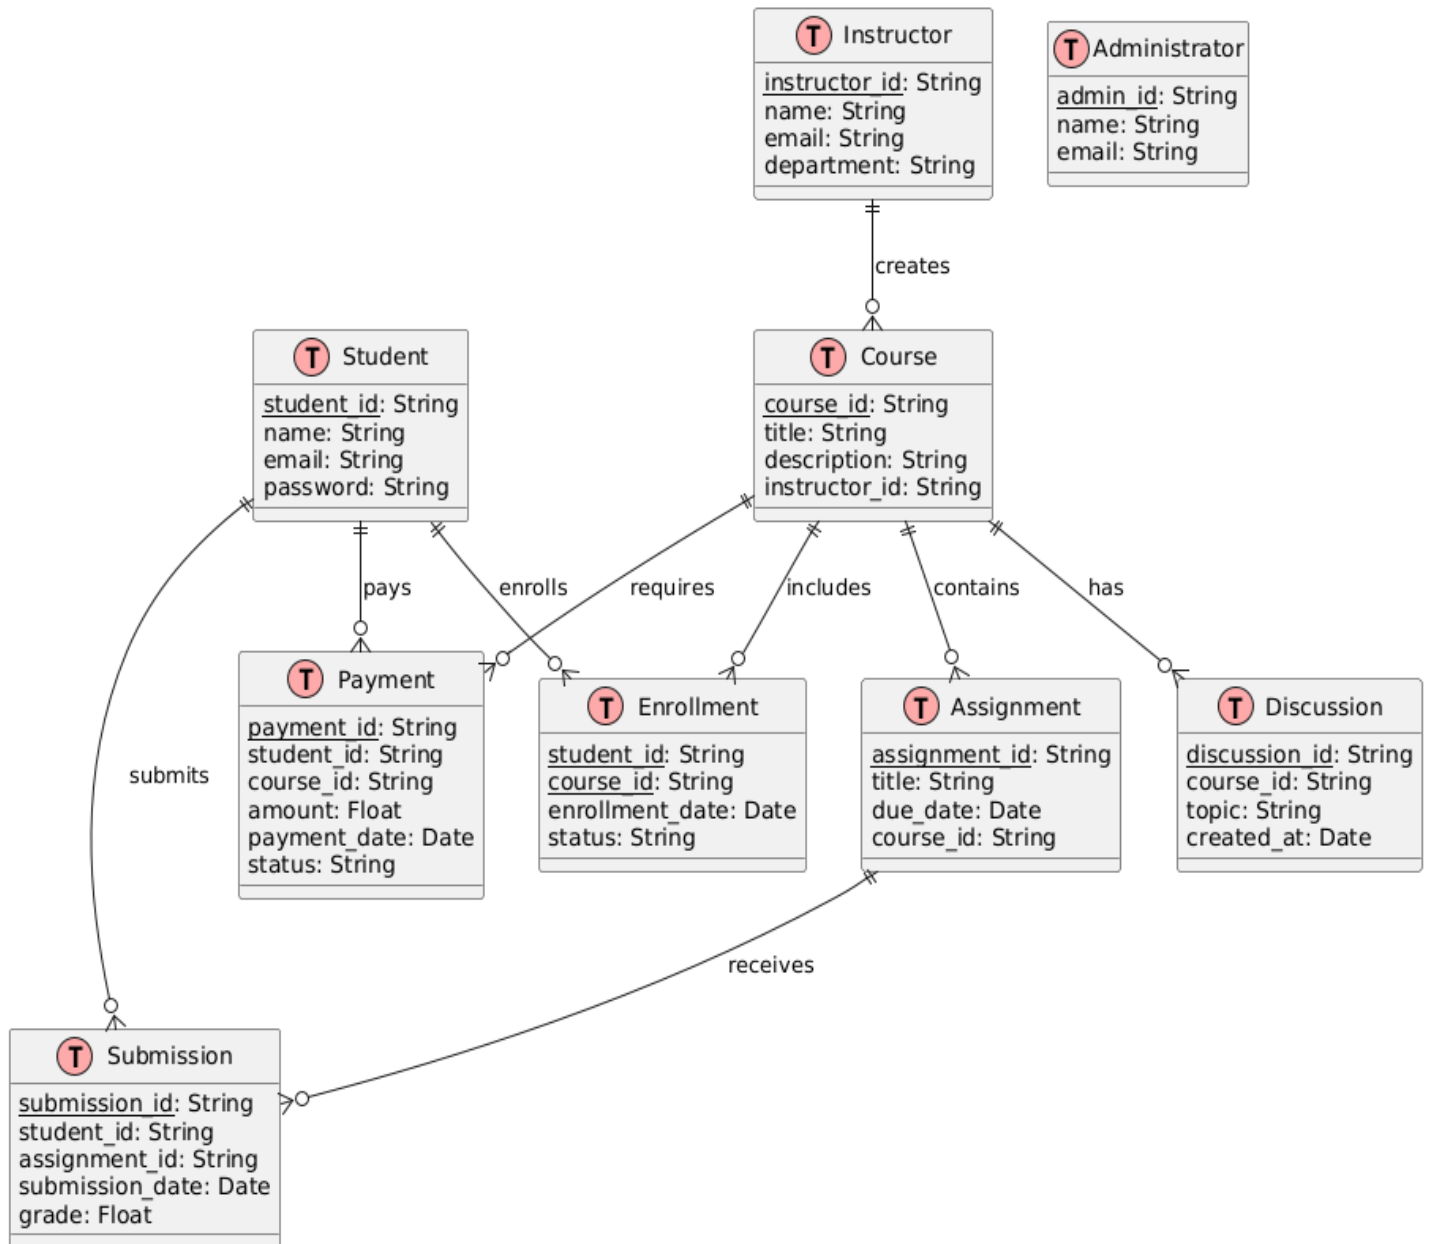 T Instructor
instructor_id: String
name: String
email: String
department: String
T Administrator
admin_id: String
name: String
email: String
creates
T Student
student_id: String
name: String
email: String
password: String
T Course
course_id: String
title: String
description: String
instructor_id: String
pays
enrolls
requires
includes
contains
has
submits
T Payment
payment_id: String
student_id: String
course_id: String
amount: Float
payment_date: Date
status: String
T Enrollment
student_id: String
course_id: String
enrollment_date: Date
status: String
T Assignment
assignment_id: String
title: String
due_date: Date
course_id: String
T Discussion
discussion_id: String
course_id: String
topic: String
created_at: Date
receives
T Submission
submission_id: String
student_id: String
assignment_id: String
submission_date: Date
grade: Float